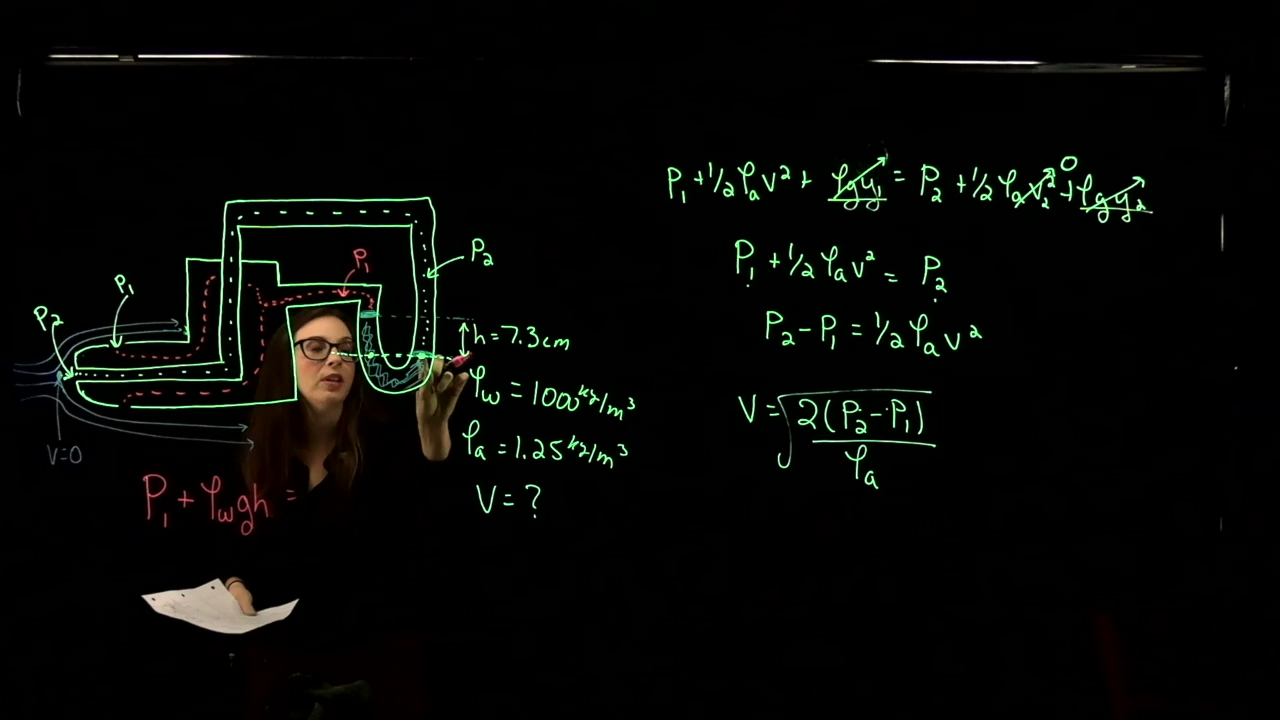 P₁ + 1/2 ρₐv² + ρgy₁ = P₂ + 1/2 ρₐv₂² + ρgy₂
0
P₁ + 1/2 ρₐv² = P₂
P₂ - P₁ = 1/2 ρₐv²
V = √(2(P₂-P₁)/ρₐ)
P₂
P₁
P₁
P₂
h = 7.3cm
ρw = 1000 kg/m³
ρₐ = 1.25 kg/m³
V = ?
V=0
P₁ + ρwgh =